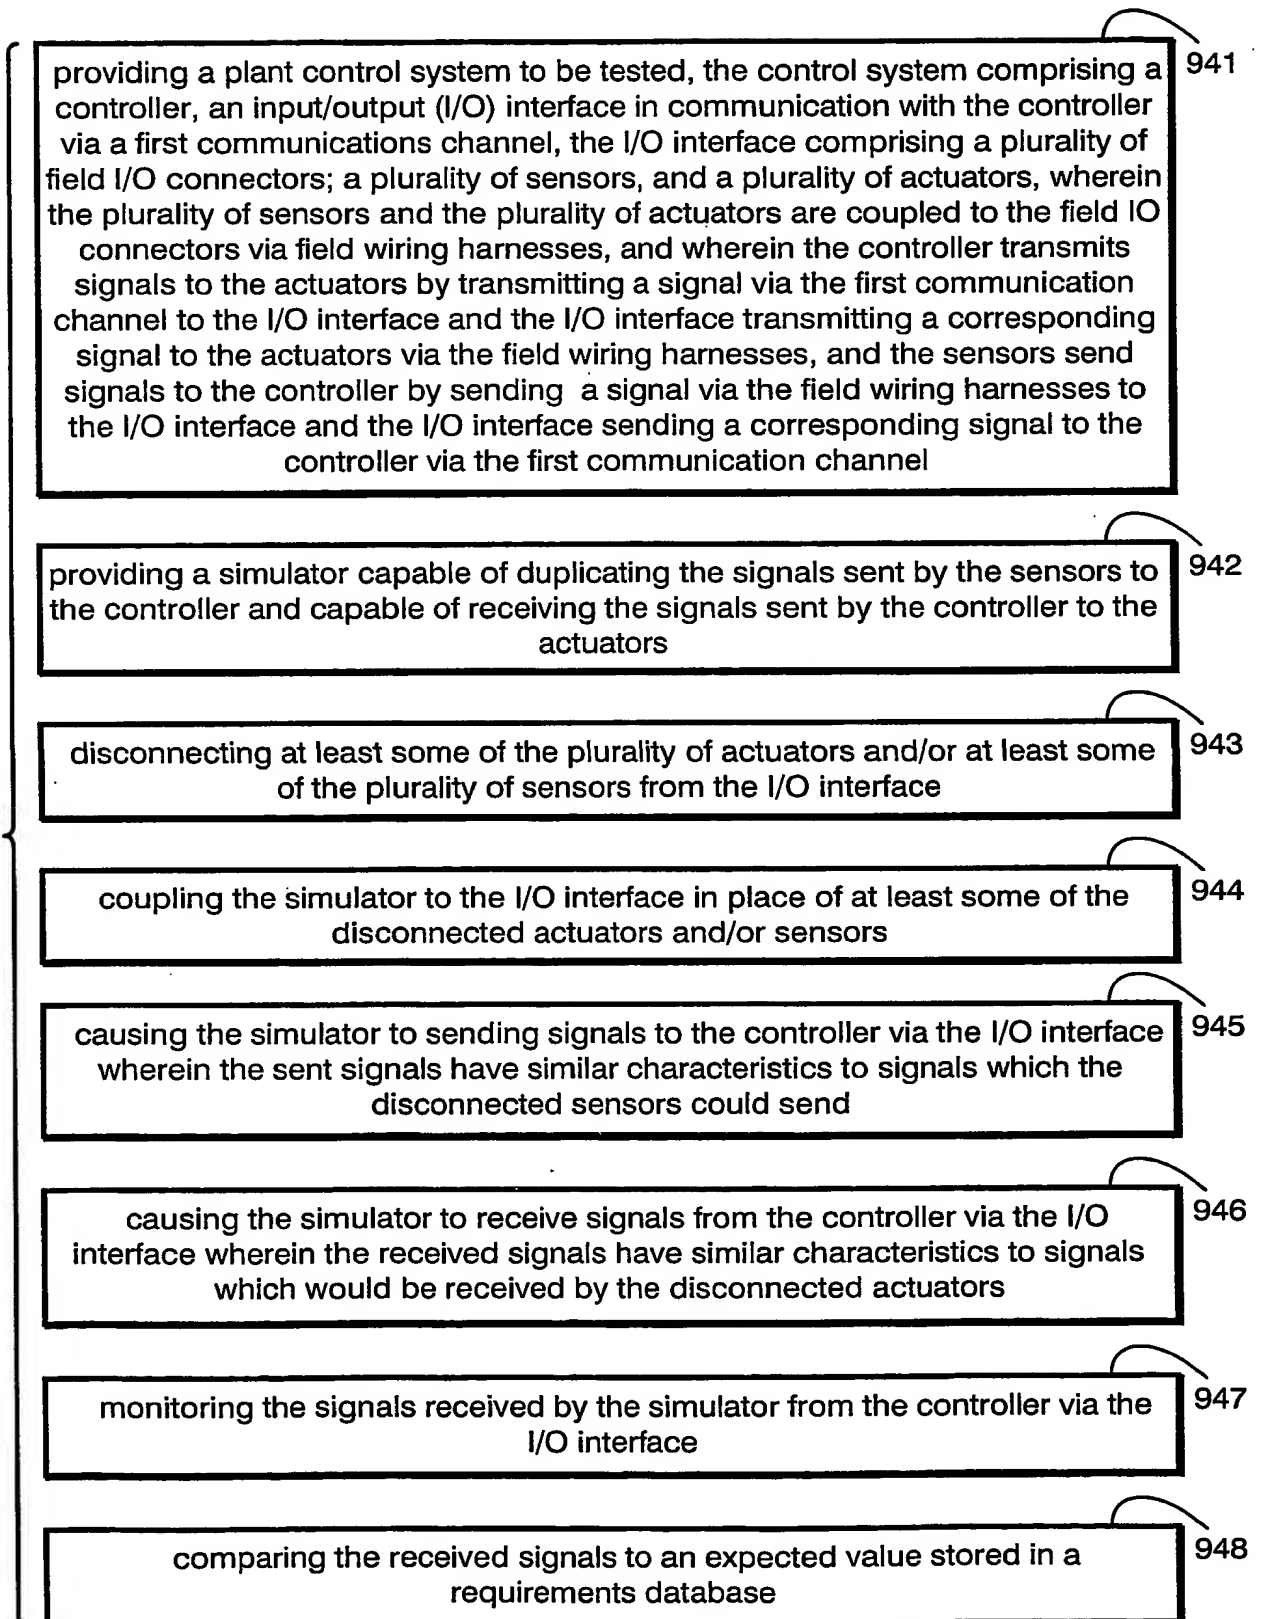 941
providing a plant control system to be tested, the control system comprising a
controller, an input/output (I/O) interface in communication with the controller
via a first communications channel, the I/O interface comprising a plurality of
field I/O connectors; a plurality of sensors, and a plurality of actuators, wherein
the plurality of sensors and the plurality of actuators are coupled to the field IO
connectors via field wiring harnesses, and wherein the controller transmits
signals to the actuators by transmitting a signal via the first communication
channel to the I/O interface and the I/O interface transmitting a corresponding
signal to the actuators via the field wiring harnesses, and the sensors send
signals to the controller by sending a signal via the field wiring harnesses to
the I/O interface and the I/O interface sending a corresponding signal to the
controller via the first communication channel
942
providing a simulator capable of duplicating the signals sent by the sensors to
the controller and capable of receiving the signals sent by the controller to the
actuators
943
disconnecting at least some of the plurality of actuators and/or at least some
of the plurality of sensors from the I/O interface
944
coupling the simulator to the I/O interface in place of at least some of the
disconnected actuators and/or sensors
945
causing the simulator to sending signals to the controller via the I/O interface
wherein the sent signals have similar characteristics to signals which the
disconnected sensors could send
946
causing the simulator to receive signals from the controller via the I/O
interface wherein the received signals have similar characteristics to signals
which would be received by the disconnected actuators
947
monitoring the signals received by the simulator from the controller via the
I/O interface
948
comparing the received signals to an expected value stored in a
requirements database